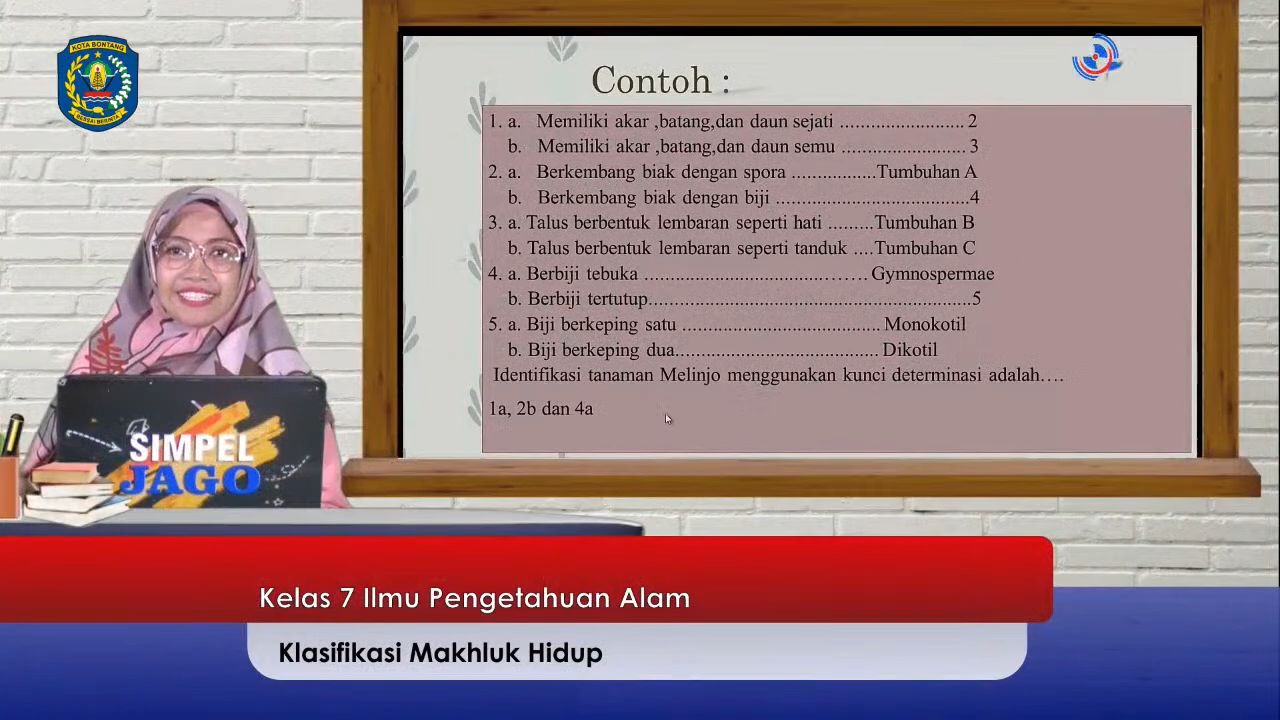 KOTA BONTANG
BESSAI BERINTA
Contoh :
1. a. Memiliki akar ,batang,dan daun sejati ........................ 2
b. Memiliki akar ,batang,dan daun semu ........................ 3
2. a. Berkembang biak dengan spora .................Tumbuhan A
b. Berkembang biak dengan biji ......................................4
3. a. Talus berbentuk lembaran seperti hati .........Tumbuhan B
b. Talus berbentuk lembaran seperti tanduk ....Tumbuhan C
4. a. Berbiji tebuka ........................................... Gymnospermae
b. Berbiji tertutup...............................................................5
5. a. Biji berkeping satu ....................................... Monokotil
b. Biji berkeping dua........................................ Dikotil
Identifikasi tanaman Melinjo menggunakan kunci determinasi adalah....
1a, 2b dan 4a
SIMPEL
JAGO
Kelas 7 Ilmu Pengetahuan Alam
Klasifikasi Makhluk Hidup